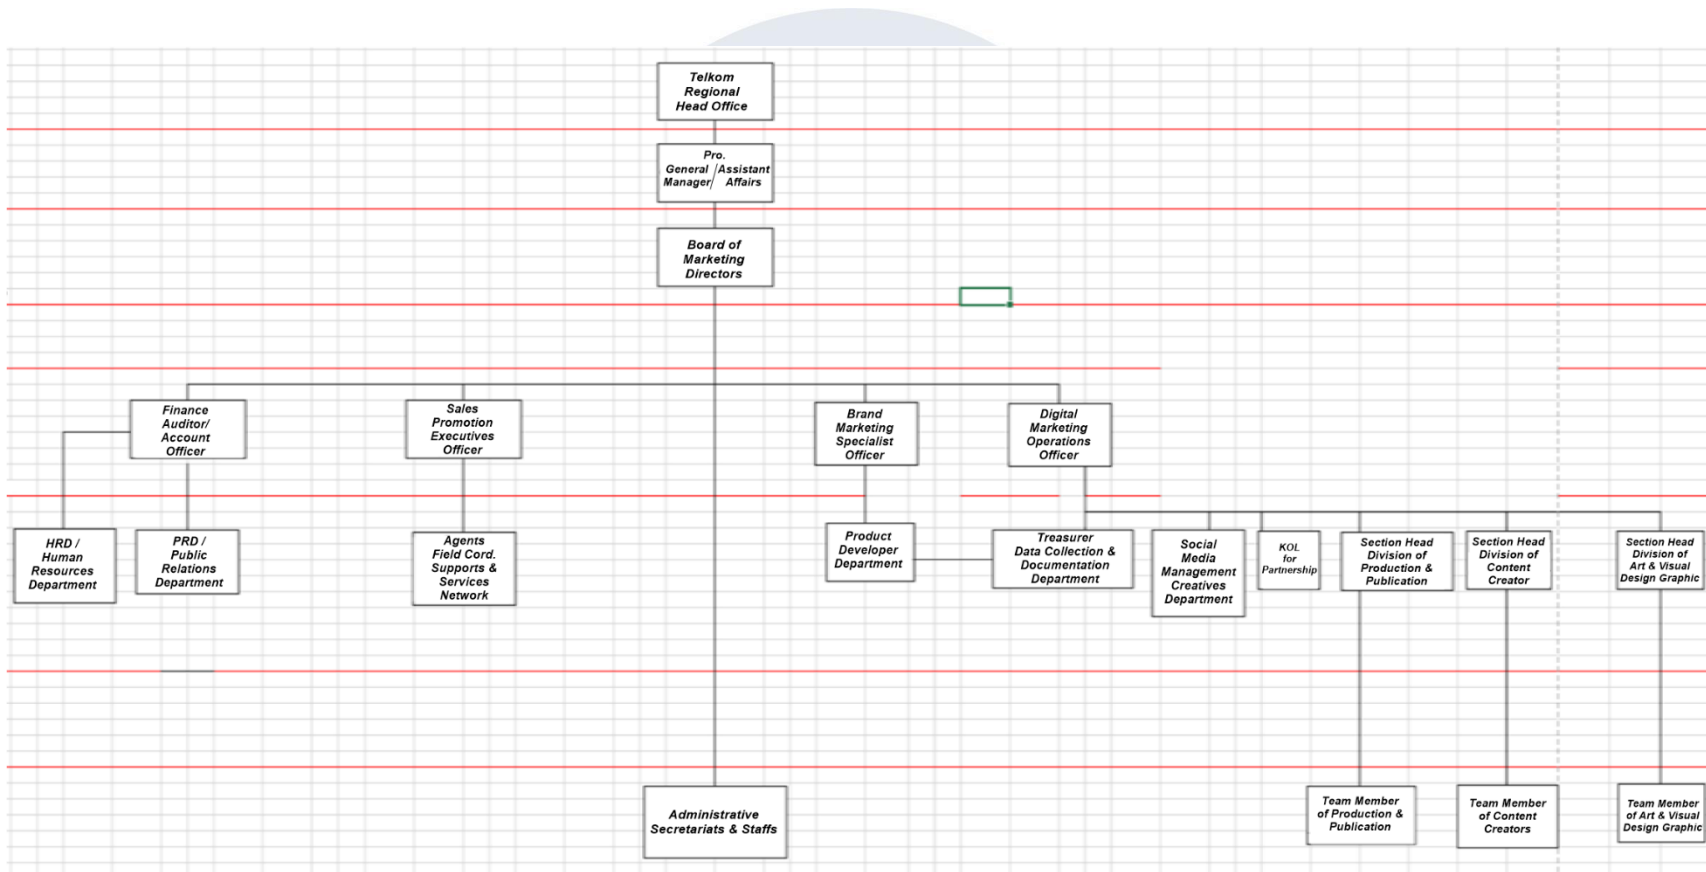 Telkom
Regional
Head Office
Pro.
General / Assistant
Manager / Affairs
Board of
Marketing
Directors
Finance
Auditor/
Account
Officer
Sales
Promotion
Executives
Officer
Brand
Marketing
Specialist
Officer
Digital
Marketing
Operations
Officer
HRD /
Human
Resources
Department
PRD /
Public
Relations
Department
Agents
Field Cord.
Supports &
Services
Network
Product
Developer
Department
Treasurer
Data Collection &
Documentation
Department
Social
Media
Management
Creatives
Department
KOL
for
Partnership
Section Head
Division of
Production &
Publication
Section Head
Division of
Content
Creator
Section Head
Division of
Art & Visual
Design Graphic
Administrative
Secretariats & Staffs
Team Member
of Production &
Publication
Team Member
of Content
Creators
Team Member
of Art & Visual
Design Graphic